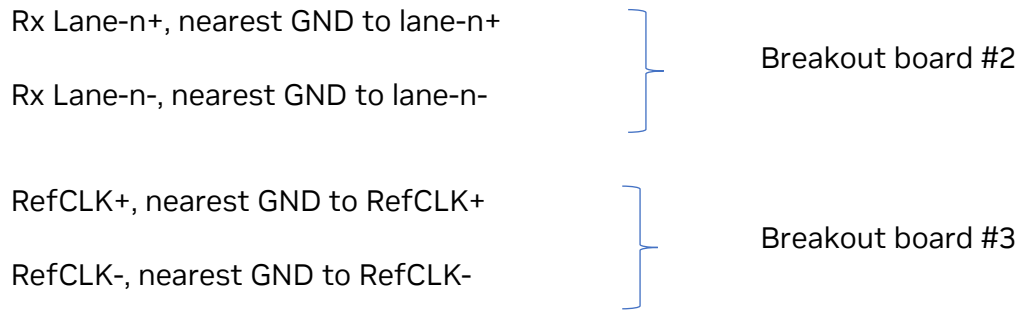 Rx Lane-n+, nearest GND to lane-n+
Breakout board #2
Rx Lane-n-, nearest GND to lane-n-
RefCLK+, nearest GND to RefCLK+
Breakout board #3
RefCLK-, nearest GND to RefCLK-